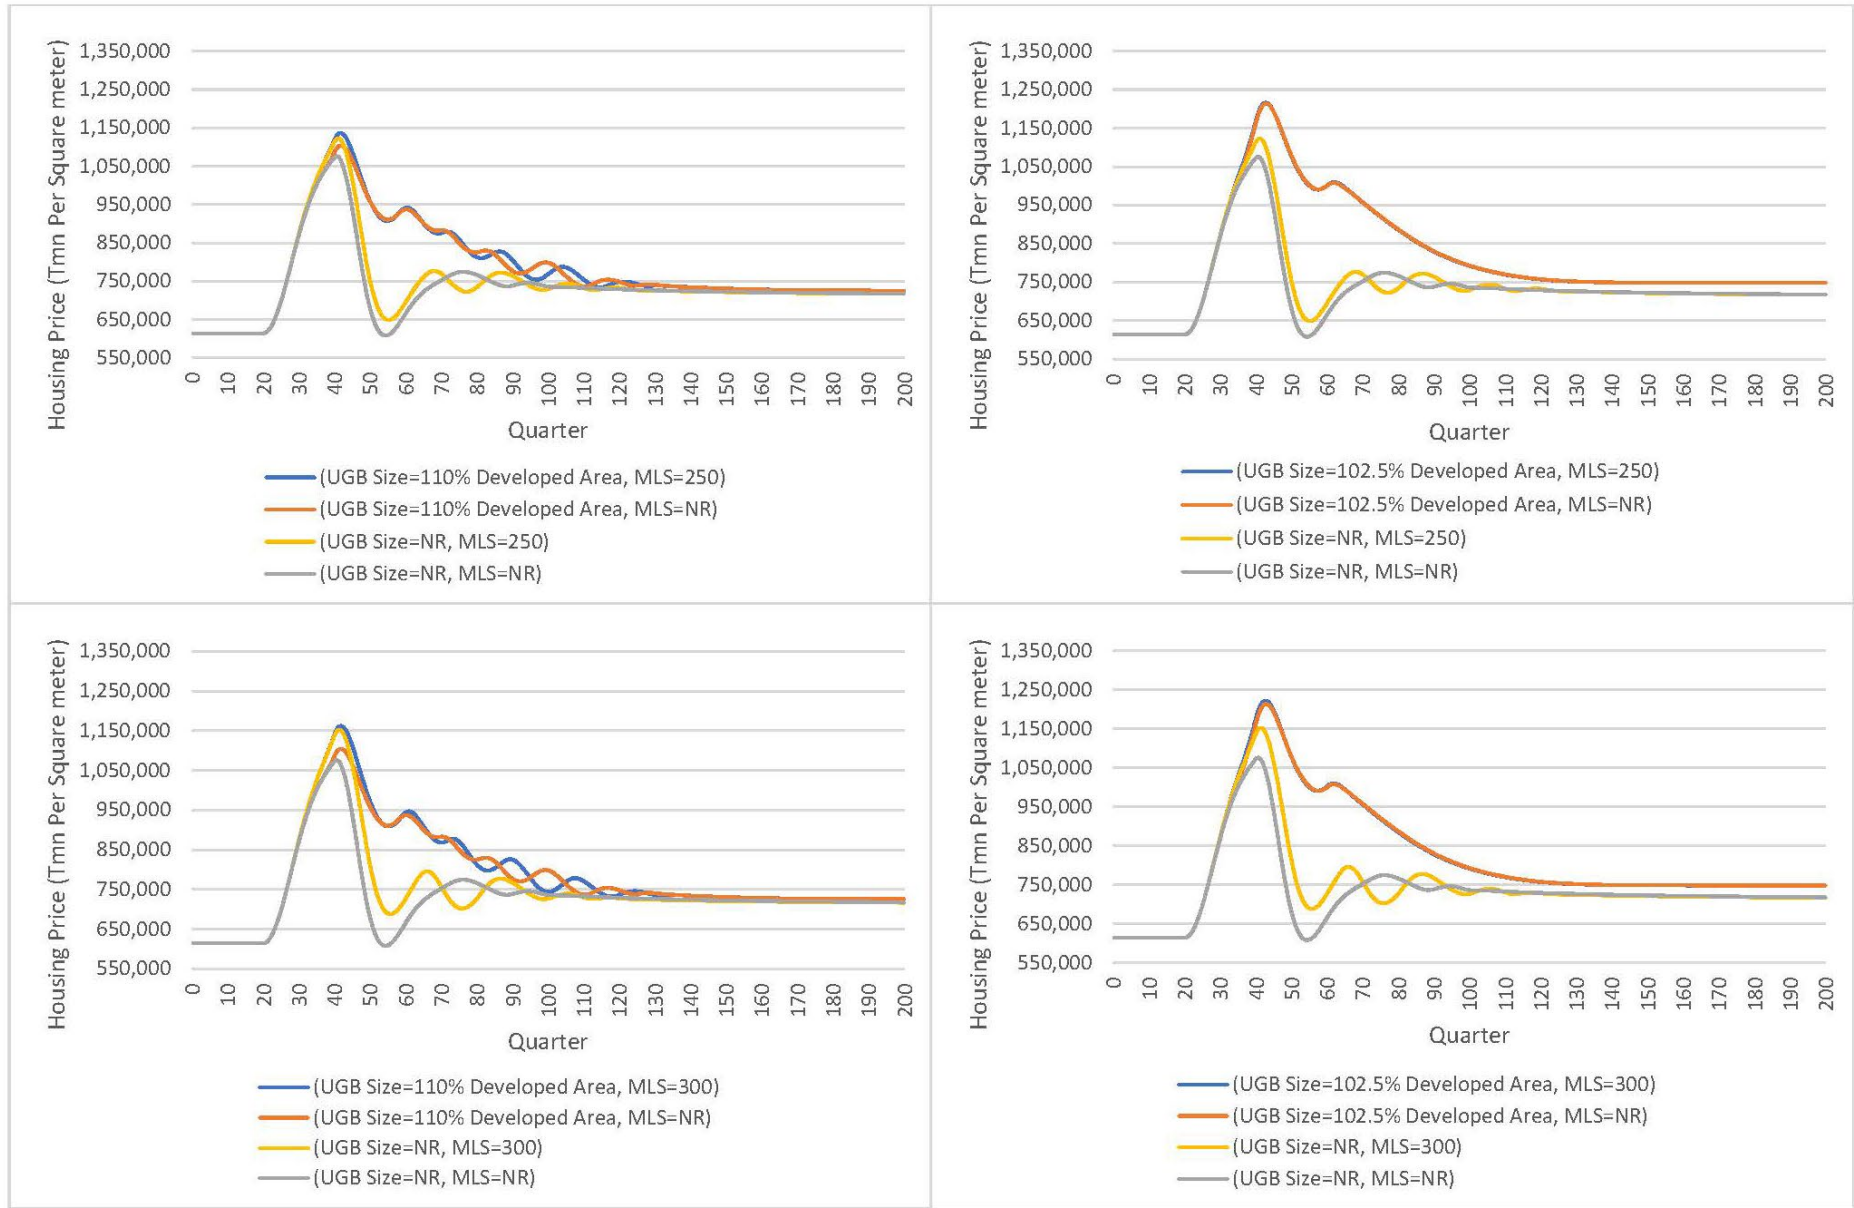 Housing Price (Tmn Per Square meter)
1,350,000
1,250,000
1,150,000
1,050,000
950,000
850,000
750,000
650,000
550,000
0 10 20 30 40 50 60 70 80 90 100 110 120 130 140 150 160 170 180 190 200
Quarter
(UGB Size=110% Developed Area, MLS=250)
(UGB Size=110% Developed Area, MLS=NR)
(UGB Size=NR, MLS=250)
(UGB Size=NR, MLS=NR)
Housing Price (Tmn Per Square meter)
1,350,000
1,250,000
1,150,000
1,050,000
950,000
850,000
750,000
650,000
550,000
0 10 20 30 40 50 60 70 80 90 100 110 120 130 140 150 160 170 180 190 200
Quarter
(UGB Size=102.5% Developed Area, MLS=250)
(UGB Size=102.5% Developed Area, MLS=NR)
(UGB Size=NR, MLS=250)
(UGB Size=NR, MLS=NR)
Housing Price (Tmn Per Square meter)
1,350,000
1,250,000
1,150,000
1,050,000
950,000
850,000
750,000
650,000
550,000
0 10 20 30 40 50 60 70 80 90 100 110 120 130 140 150 160 170 180 190 200
Quarter
(UGB Size=110% Developed Area, MLS=300)
(UGB Size=110% Developed Area, MLS=NR)
(UGB Size=NR, MLS=300)
(UGB Size=NR, MLS=NR)
Housing Price (Tmn Per Square meter)
1,350,000
1,250,000
1,150,000
1,050,000
950,000
850,000
750,000
650,000
550,000
0 10 20 30 40 50 60 70 80 90 100 110 120 130 140 150 160 170 180 190 200
Quarter
(UGB Size=102.5% Developed Area, MLS=300)
(UGB Size=102.5% Developed Area, MLS=NR)
(UGB Size=NR, MLS=300)
(UGB Size=NR, MLS=NR)